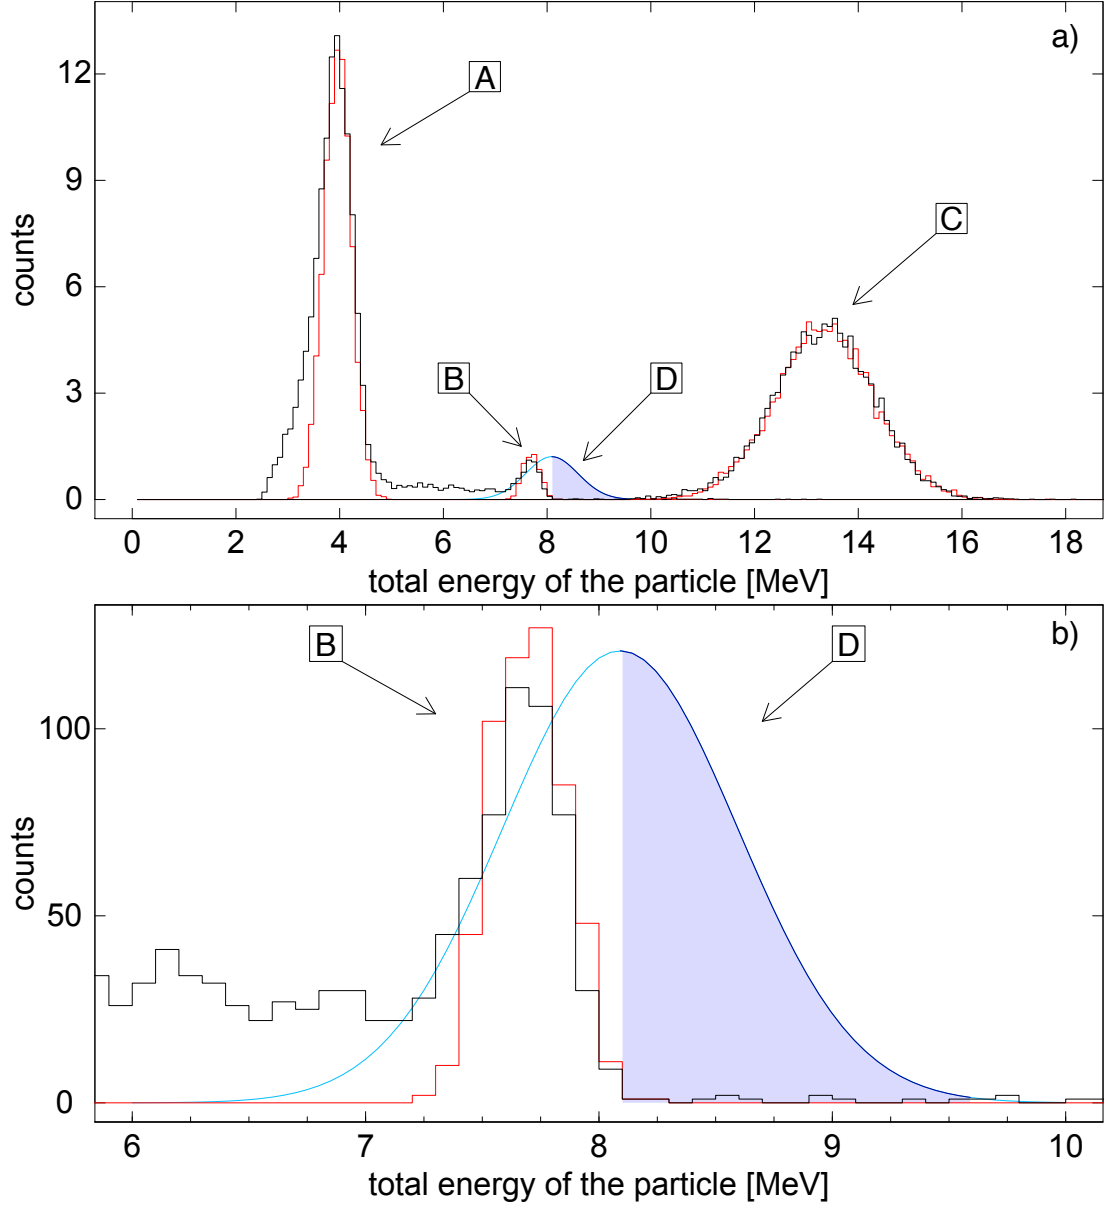 a)
12
A
9
C
counts
6
B
D
3
0
0 2 4 6 8 10 12 14 16 18
total energy of the particle [MeV]
b)
B
D
100
counts
50
0
6 7 8 9 10
total energy of the particle [MeV]